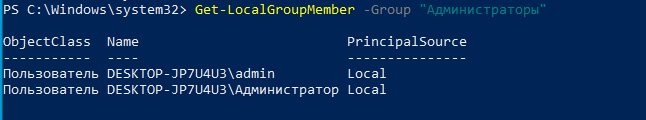 PS C:\Windows\system32> Get-LocalGroupMember -Group "Администраторы"
ObjectClass Name PrincipalSource
----------- ---- ---------------
Пользователь DESKTOP-JP7U4U3\admin Local
Пользователь DESKTOP-JP7U4U3\Администратор Local